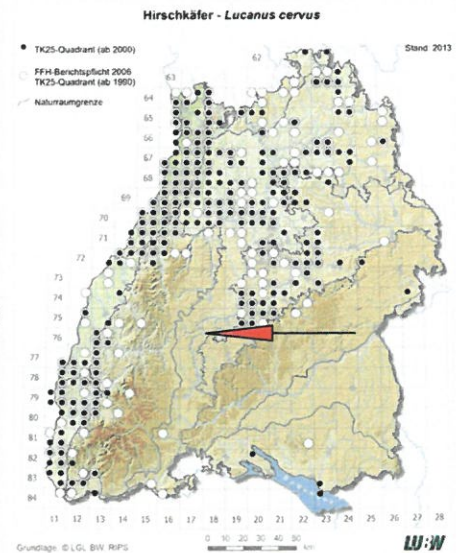 Hirschkäfer - Lucanus cervus
TK25-Quadrant (ab 2000)
Stand: 2013
FFH-Berichtspflicht 2006
TK25-Quadrant (ab 1990)
Naturraumgrenze
62
63
64
65
66
67
68
69
70
71
72
73
74
75
76
77
78
79
80
81
82
83
84
11 12 13 14 15 16 17 18 19 20 21 22 23 24 25 26 27 28
0 10 20 30 40 50
km
Grundlage: © LGL BW, RIPS
LUBW